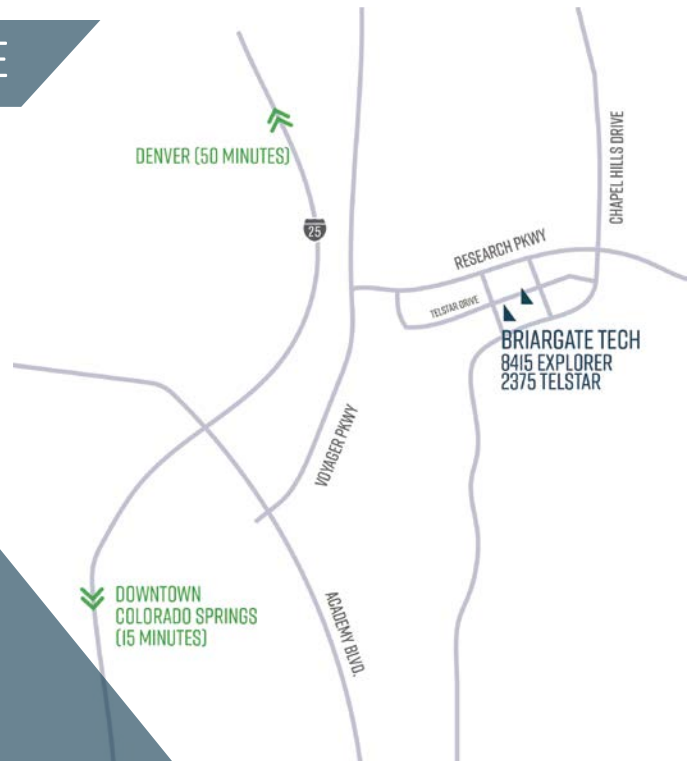 E
DENVER (50 MINUTES)
25
CHAPEL HILLS DRIVE
RESEARCH PKWY
TELSTAR DRIVE
BRIARGATE TECH
8415 EXPLORER
2375 TELSTAR
VOYAGER PKWY
DOWNTOWN
COLORADO SPRINGS
(15 MINUTES)
ACADEMY BLVD.